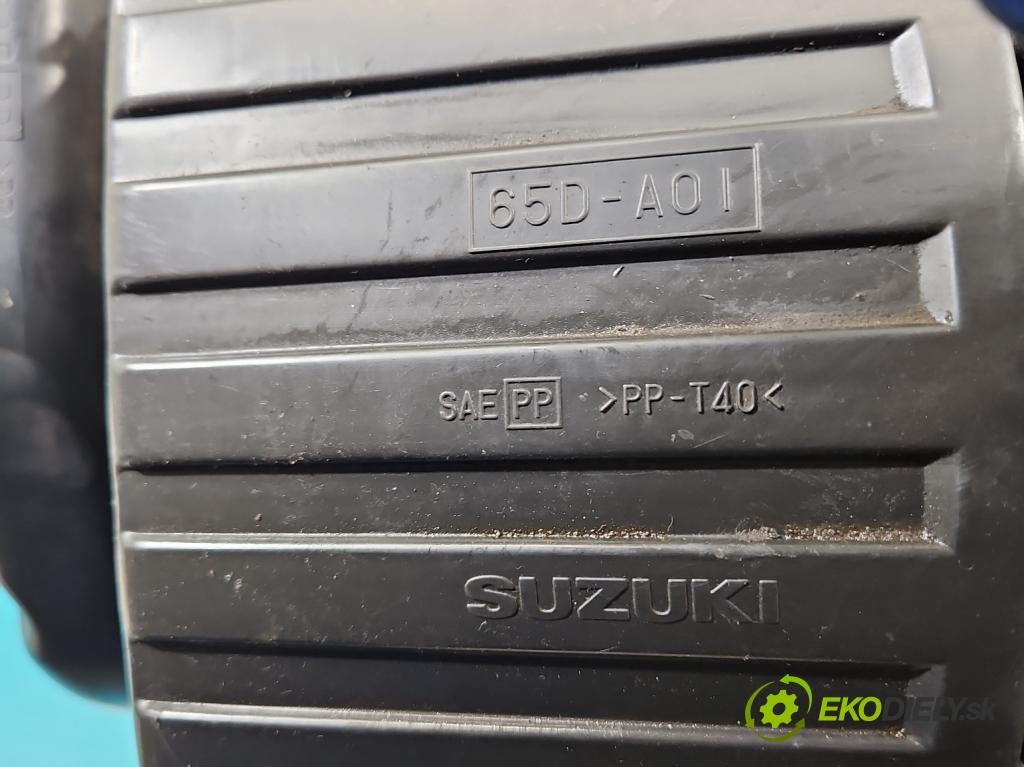 65D-A01
SAE PP >PP-T40<
SUZUKI
EKODIELY.sk